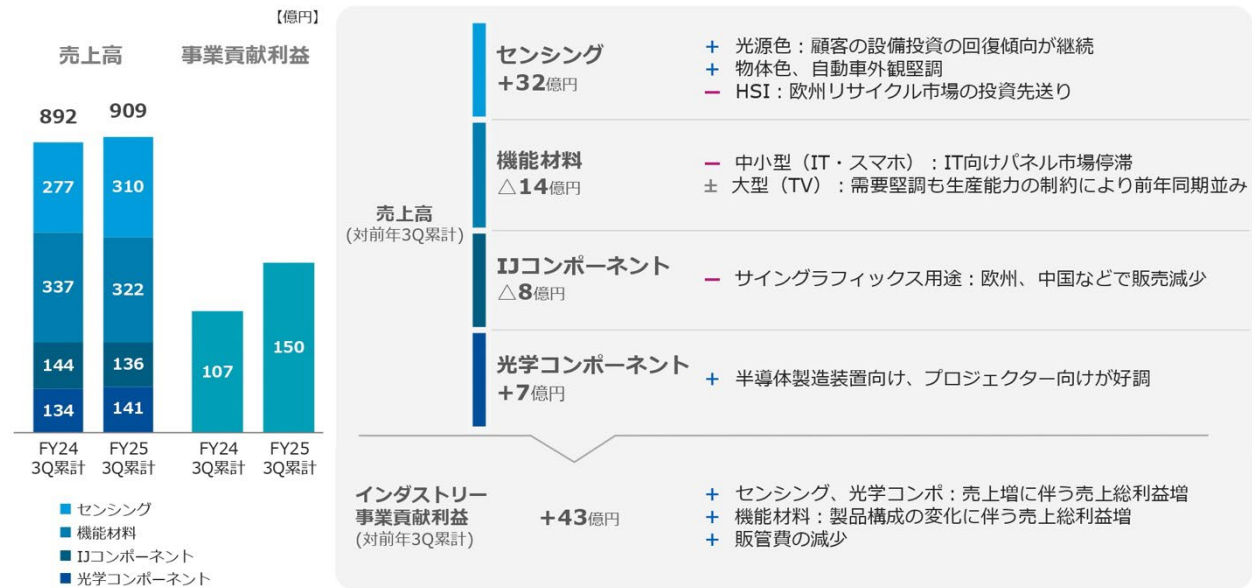 【億円】
売上高
事業貢献利益
892
909
277
310
337
322
144
136
134
141
107
150
FY24
3Q累計
FY25
3Q累計
FY24
3Q累計
FY25
3Q累計
センシング
機能材料
IJコンポーネント
光学コンポーネント
売上高
(対前年3Q累計)
センシング
+32億円
+ 光源色：顧客の設備投資の回復傾向が継続
+ 物体色、自動車外観堅調
− HSI：欧州リサイクル市場の投資先送り
機能材料
△14億円
− 中小型（IT・スマホ）：IT向けパネル市場停滞
± 大型（TV）：需要堅調も生産能力の制約により前年同期並み
IJコンポーネント
△8億円
− サイングラフィックス用途：欧州、中国などで販売減少
光学コンポーネント
+7億円
+ 半導体製造装置向け、プロジェクター向けが好調
インダストリー
事業貢献利益
(対前年3Q累計)
+43億円
+ センシング、光学コンポ：売上増に伴う売上総利益増
+ 機能材料：製品構成の変化に伴う売上総利益増
+ 販管費の減少